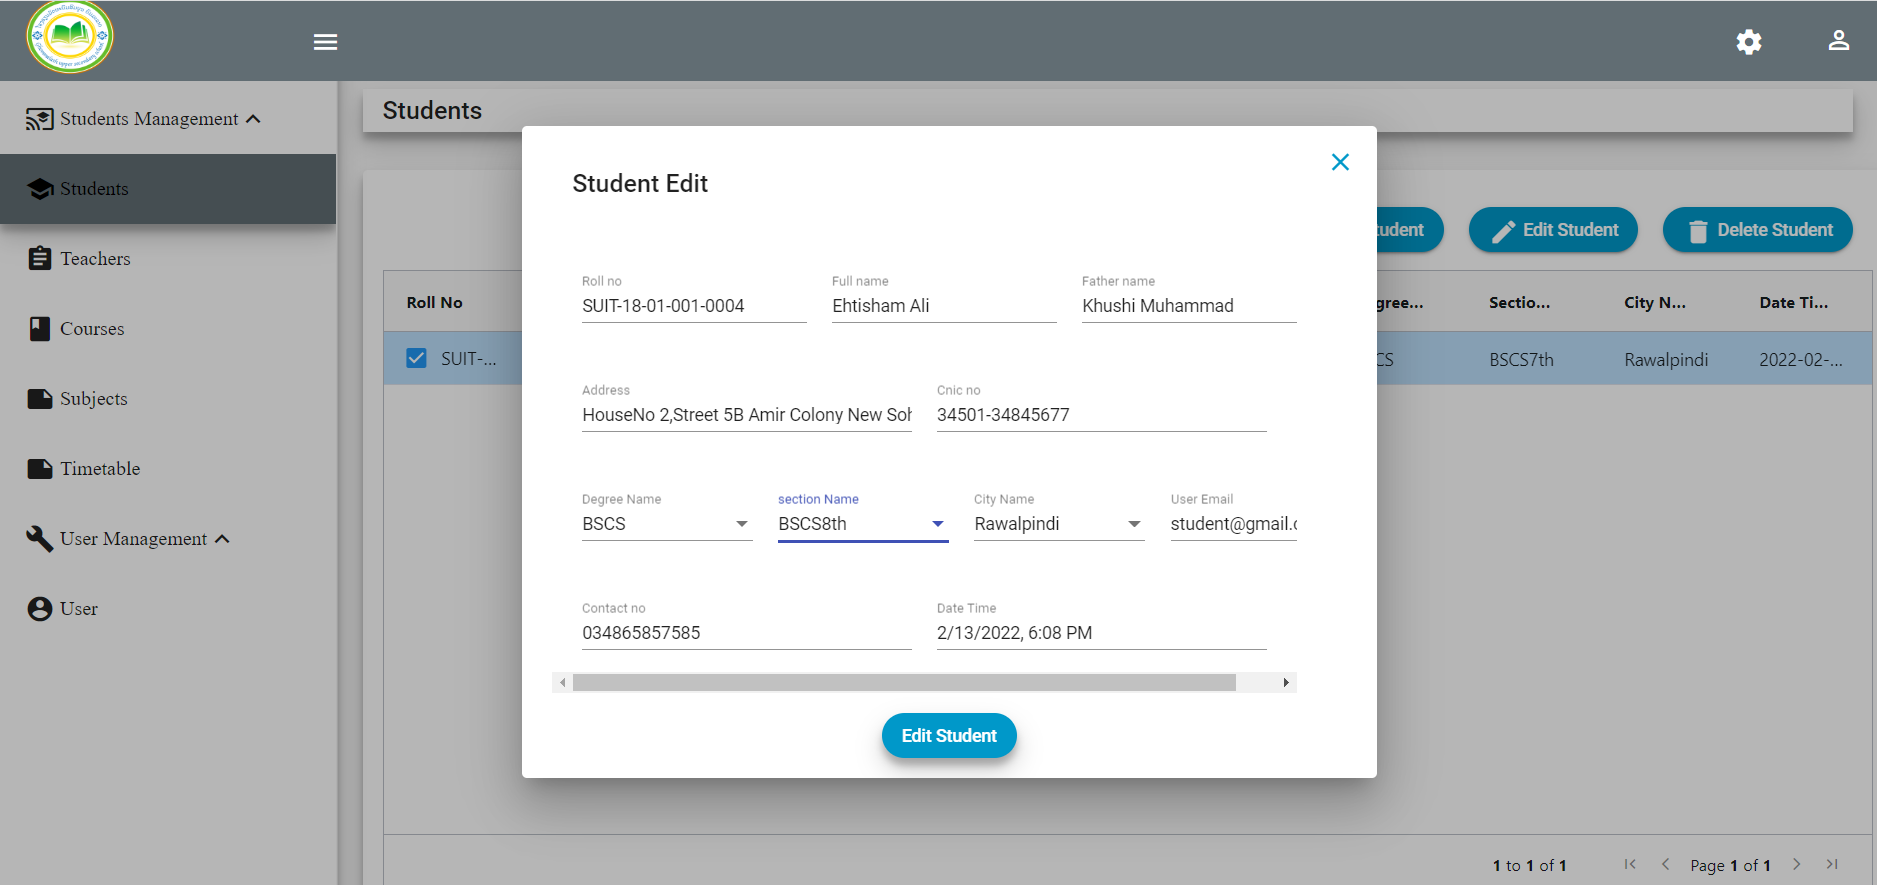 Students Management
Students
Teachers
Courses
Subjects
Timetable
User Management
User
Students
tudent
Edit Student
Delete Student
Roll No
gree...
Sectio...
City N...
Date Ti...
SUIT-...
CS
BSCS7th
Rawalpindi
2022-02-...
1 to 1 of 1
Page 1 of 1
Student Edit
Roll no
Full name
Father name
SUIT-18-01-001-0004
Ehtisham Ali
Khushi Muhammad
Address
Cnic no
HouseNo 2,Street 5B Amir Colony New Soh
34501-34845677
Degree Name
section Name
City Name
User Email
BSCS
BSCS8th
Rawalpindi
student@gmail.c
Contact no
Date Time
034865857585
2/13/2022, 6:08 PM
Edit Student